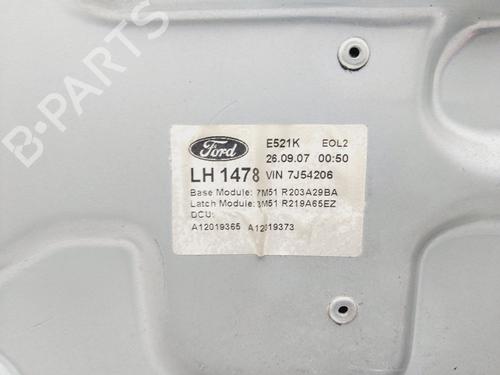 B-PARTS
Ford E521K EOL2
26.09.07 00:50
LH 1478 VIN 7J54206
Base Module: 7M51 R203A29BA
Latch Module: 3M51 R219A65EZ
DCU:
A12019365 A12019373